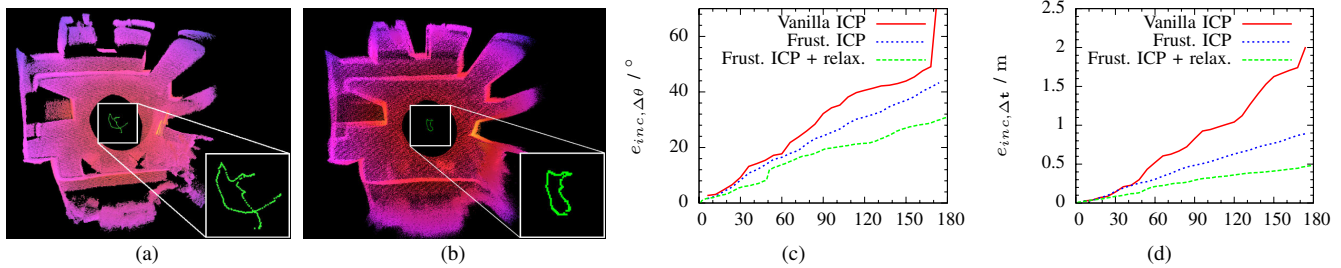 (a)
(b)
e_{inc,Δθ} / °
60
40
20
0
Vanilla ICP
Frust. ICP
Frust. ICP + relax.
0 30 60 90 120 150 180
(c)
e_{inc,Δt} / m
2.5
2
1.5
1
0.5
0
Vanilla ICP
Frust. ICP
Frust. ICP + relax.
0 30 60 90 120 150 180
(d)